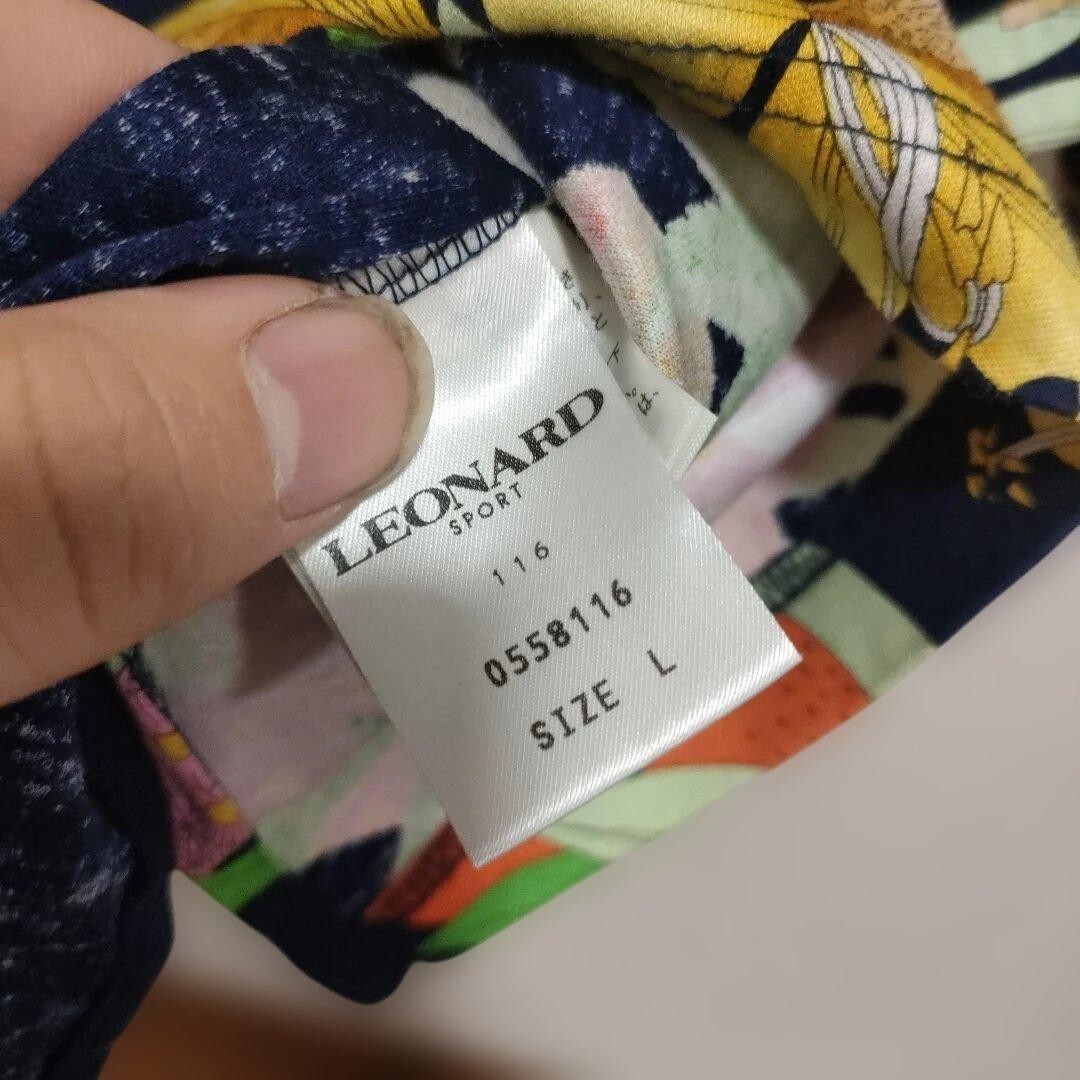 LEONARD
SPORT
116
0558116
SIZE L